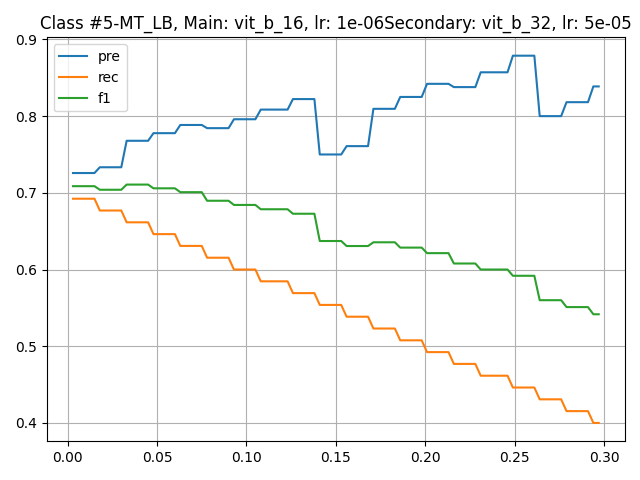 Class #5-MT_LB, Main: vit_b_16, lr: 1e-06Secondary: vit_b_32, lr: 5e-05
pre
rec
f1
0.9
0.8
0.7
0.6
0.5
0.4
0.00 0.05 0.10 0.15 0.20 0.25 0.30